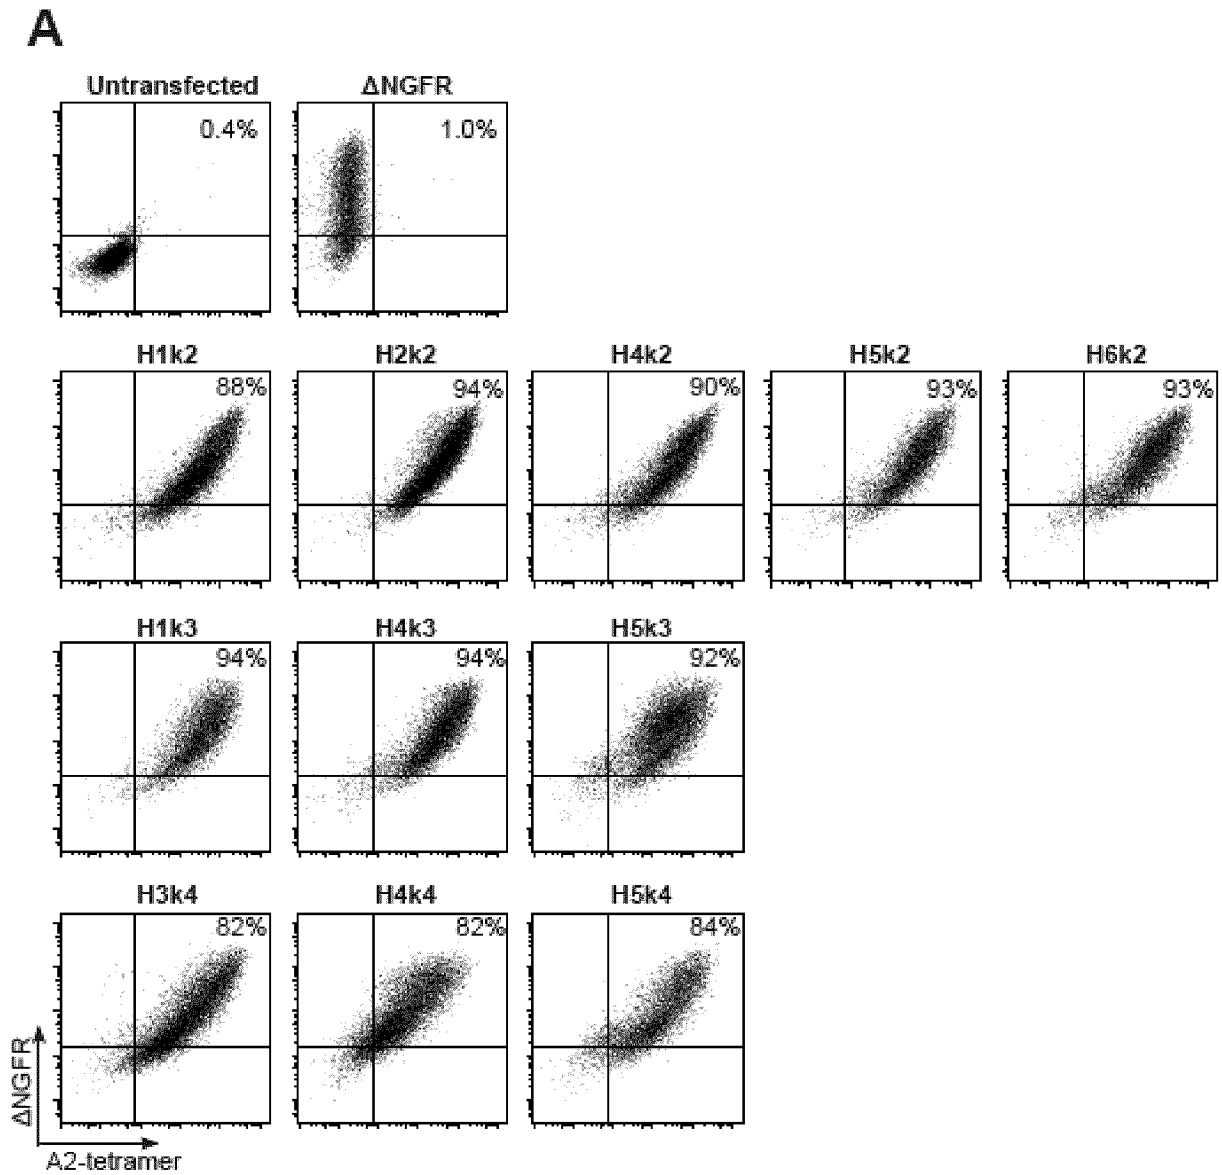 A
Untransfected ΔNGFR
0.4% 1.0%
H1k2 H2k2 H4k2 H5k2 H6k2
88% 94% 90% 93% 93%
H1k3 H4k3 H5k3
94% 94% 92%
H3k4 H4k4 H5k4
82% 82% 84%
ΔNGFR
A2-tetramer